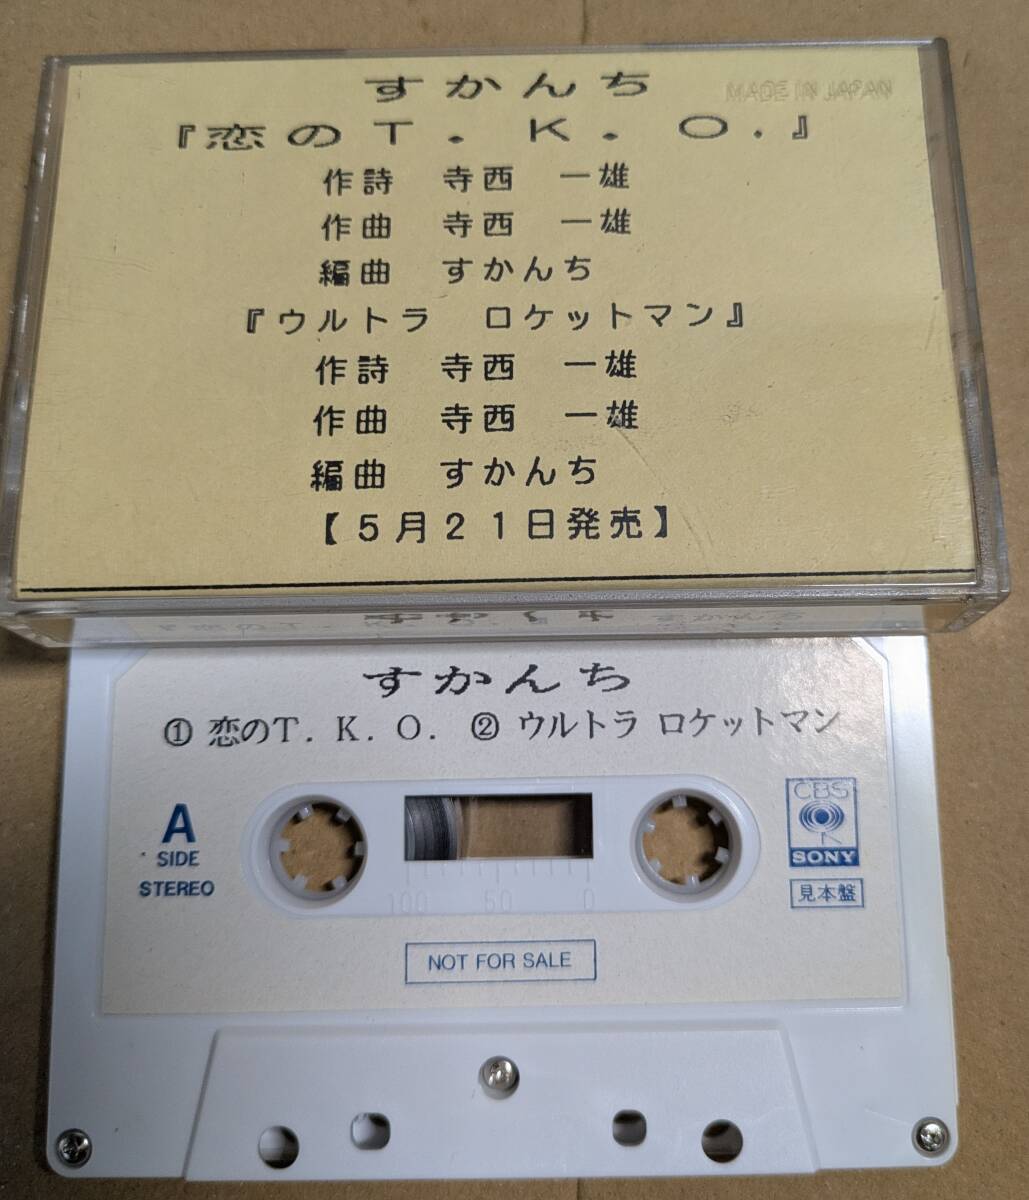 すかんち
MADE IN JAPAN
『恋のＴ．Ｋ．Ｏ．』
作詩　寺西　一雄
作曲　寺西　一雄
編曲　すかんち
『ウルトラ　ロケットマン』
作詩　寺西　一雄
作曲　寺西　一雄
編曲　すかんち
【５月２１日発売】
すかんち
① 恋のT．K．O．② ウルトラ ロケットマン
A
SIDE
STEREO
CBS
SONY
見本盤
100 50 0
NOT FOR SALE